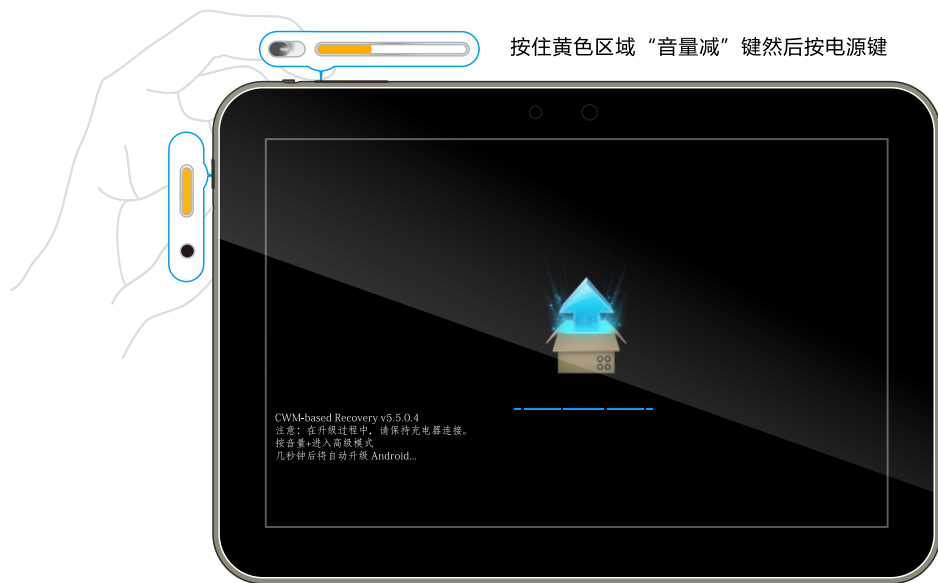 按住黄色区域“音量减”键然后按电源键
CWM-based Recovery v5.5.0.4
注意：在升级过程中，请保持充电器连接。
按音量+进入高级模式
几秒钟后将自动升级 Android...